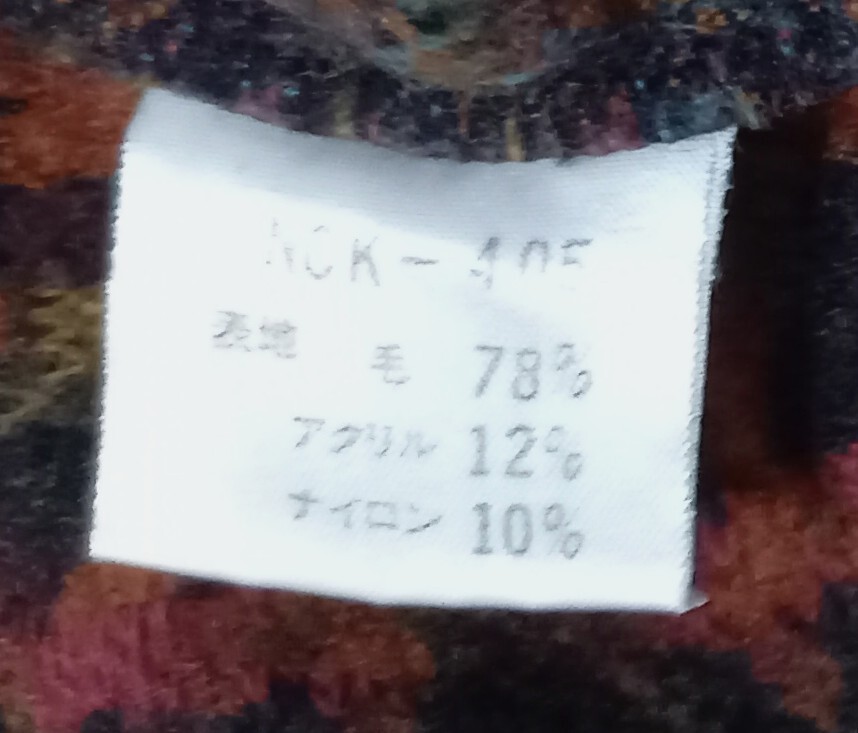 表地
毛 78%
アクリル 12%
ナイロン 10%